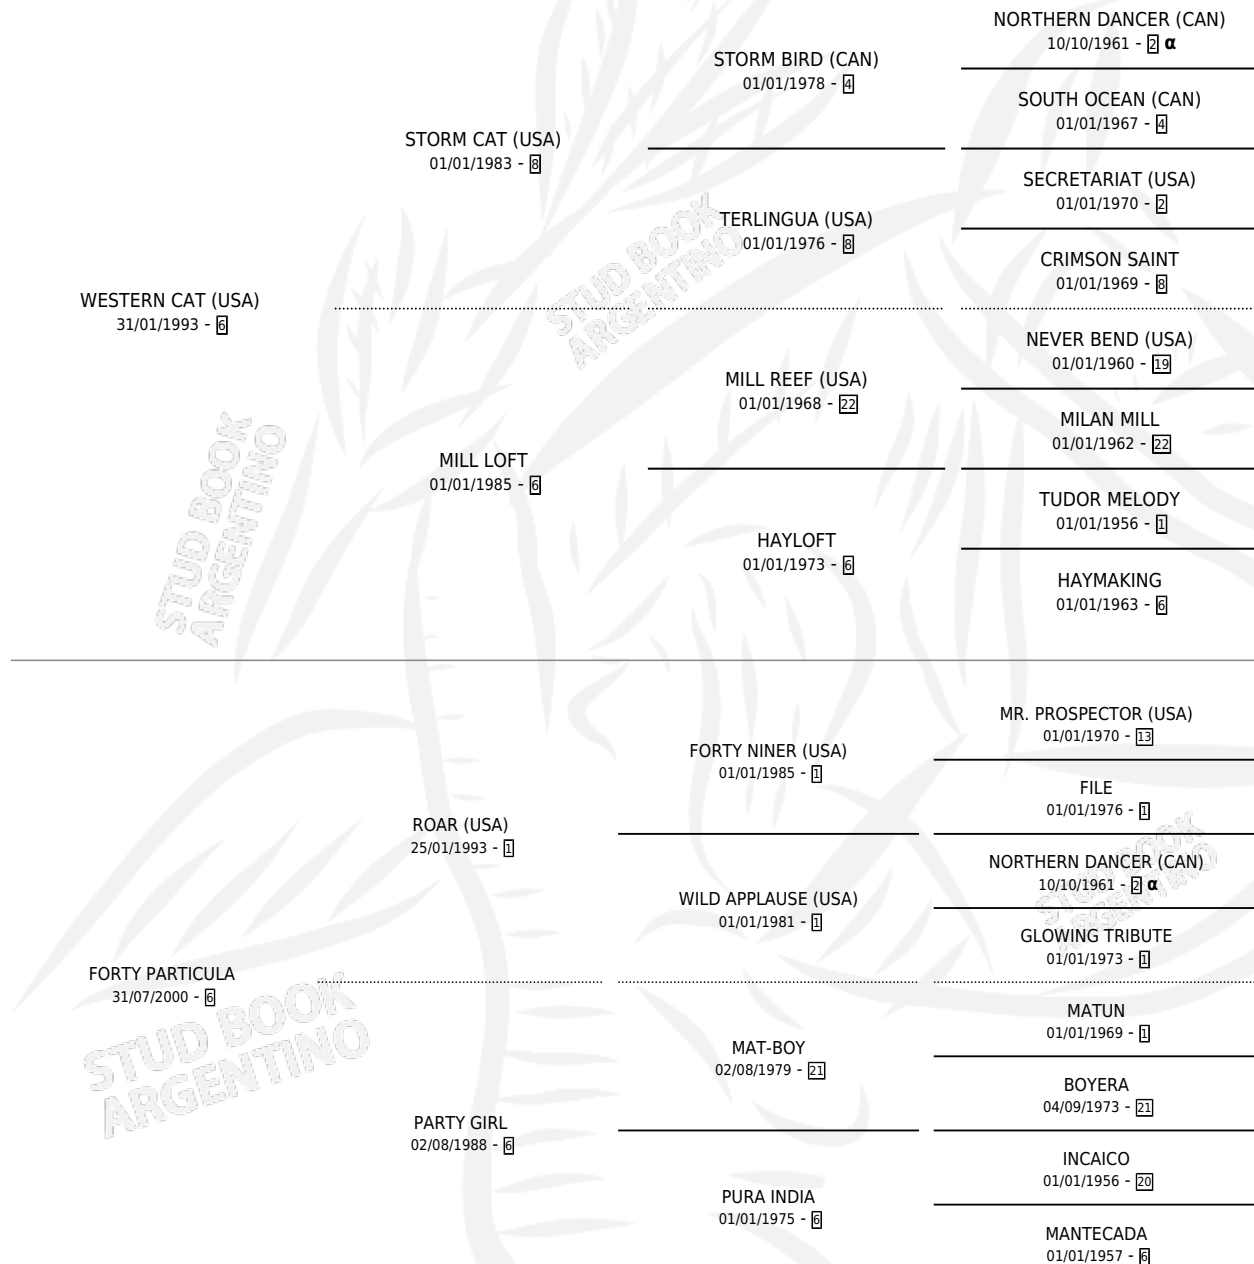 NORTHERN DANCER (CAN)
10/10/1961 - 2 α
STORM BIRD (CAN)
01/01/1978 - 4
SOUTH OCEAN (CAN)
01/01/1967 - 4
STORM CAT (USA)
01/01/1983 - 8
SECRETARIAT (USA)
01/01/1970 - 2
TERLINGUA (USA)
01/01/1976 - 8
CRIMSON SAINT
01/01/1969 - 8
WESTERN CAT (USA)
31/01/1993 - 6
NEVER BEND (USA)
01/01/1960 - 19
MILL REEF (USA)
01/01/1968 - 22
MILAN MILL
01/01/1962 - 22
MILL LOFT
01/01/1985 - 6
TUDOR MELODY
01/01/1956 - 1
HAYLOFT
01/01/1973 - 6
HAYMAKING
01/01/1963 - 6
MR. PROSPECTOR (USA)
01/01/1970 - 13
FORTY NINER (USA)
01/01/1985 - 1
FILE
01/01/1976 - 1
ROAR (USA)
25/01/1993 - 1
NORTHERN DANCER (CAN)
10/10/1961 - 2 α
WILD APPLAUSE (USA)
01/01/1981 - 1
GLOWING TRIBUTE
01/01/1973 - 1
FORTY PARTICULA
31/07/2000 - 6
MATUN
01/01/1969 - 1
MAT-BOY
02/08/1979 - 21
BOYERA
04/09/1973 - 21
PARTY GIRL
02/08/1988 - 6
INCAICO
01/01/1956 - 20
PURA INDIA
01/01/1975 - 6
MANTECADA
01/01/1957 - 6
STUD BOOK
ARGENTINO
STUD BOOK
ARGENTINO
STUD BOOK
ARGENTINO
STUD BOOK
ARGENTINO